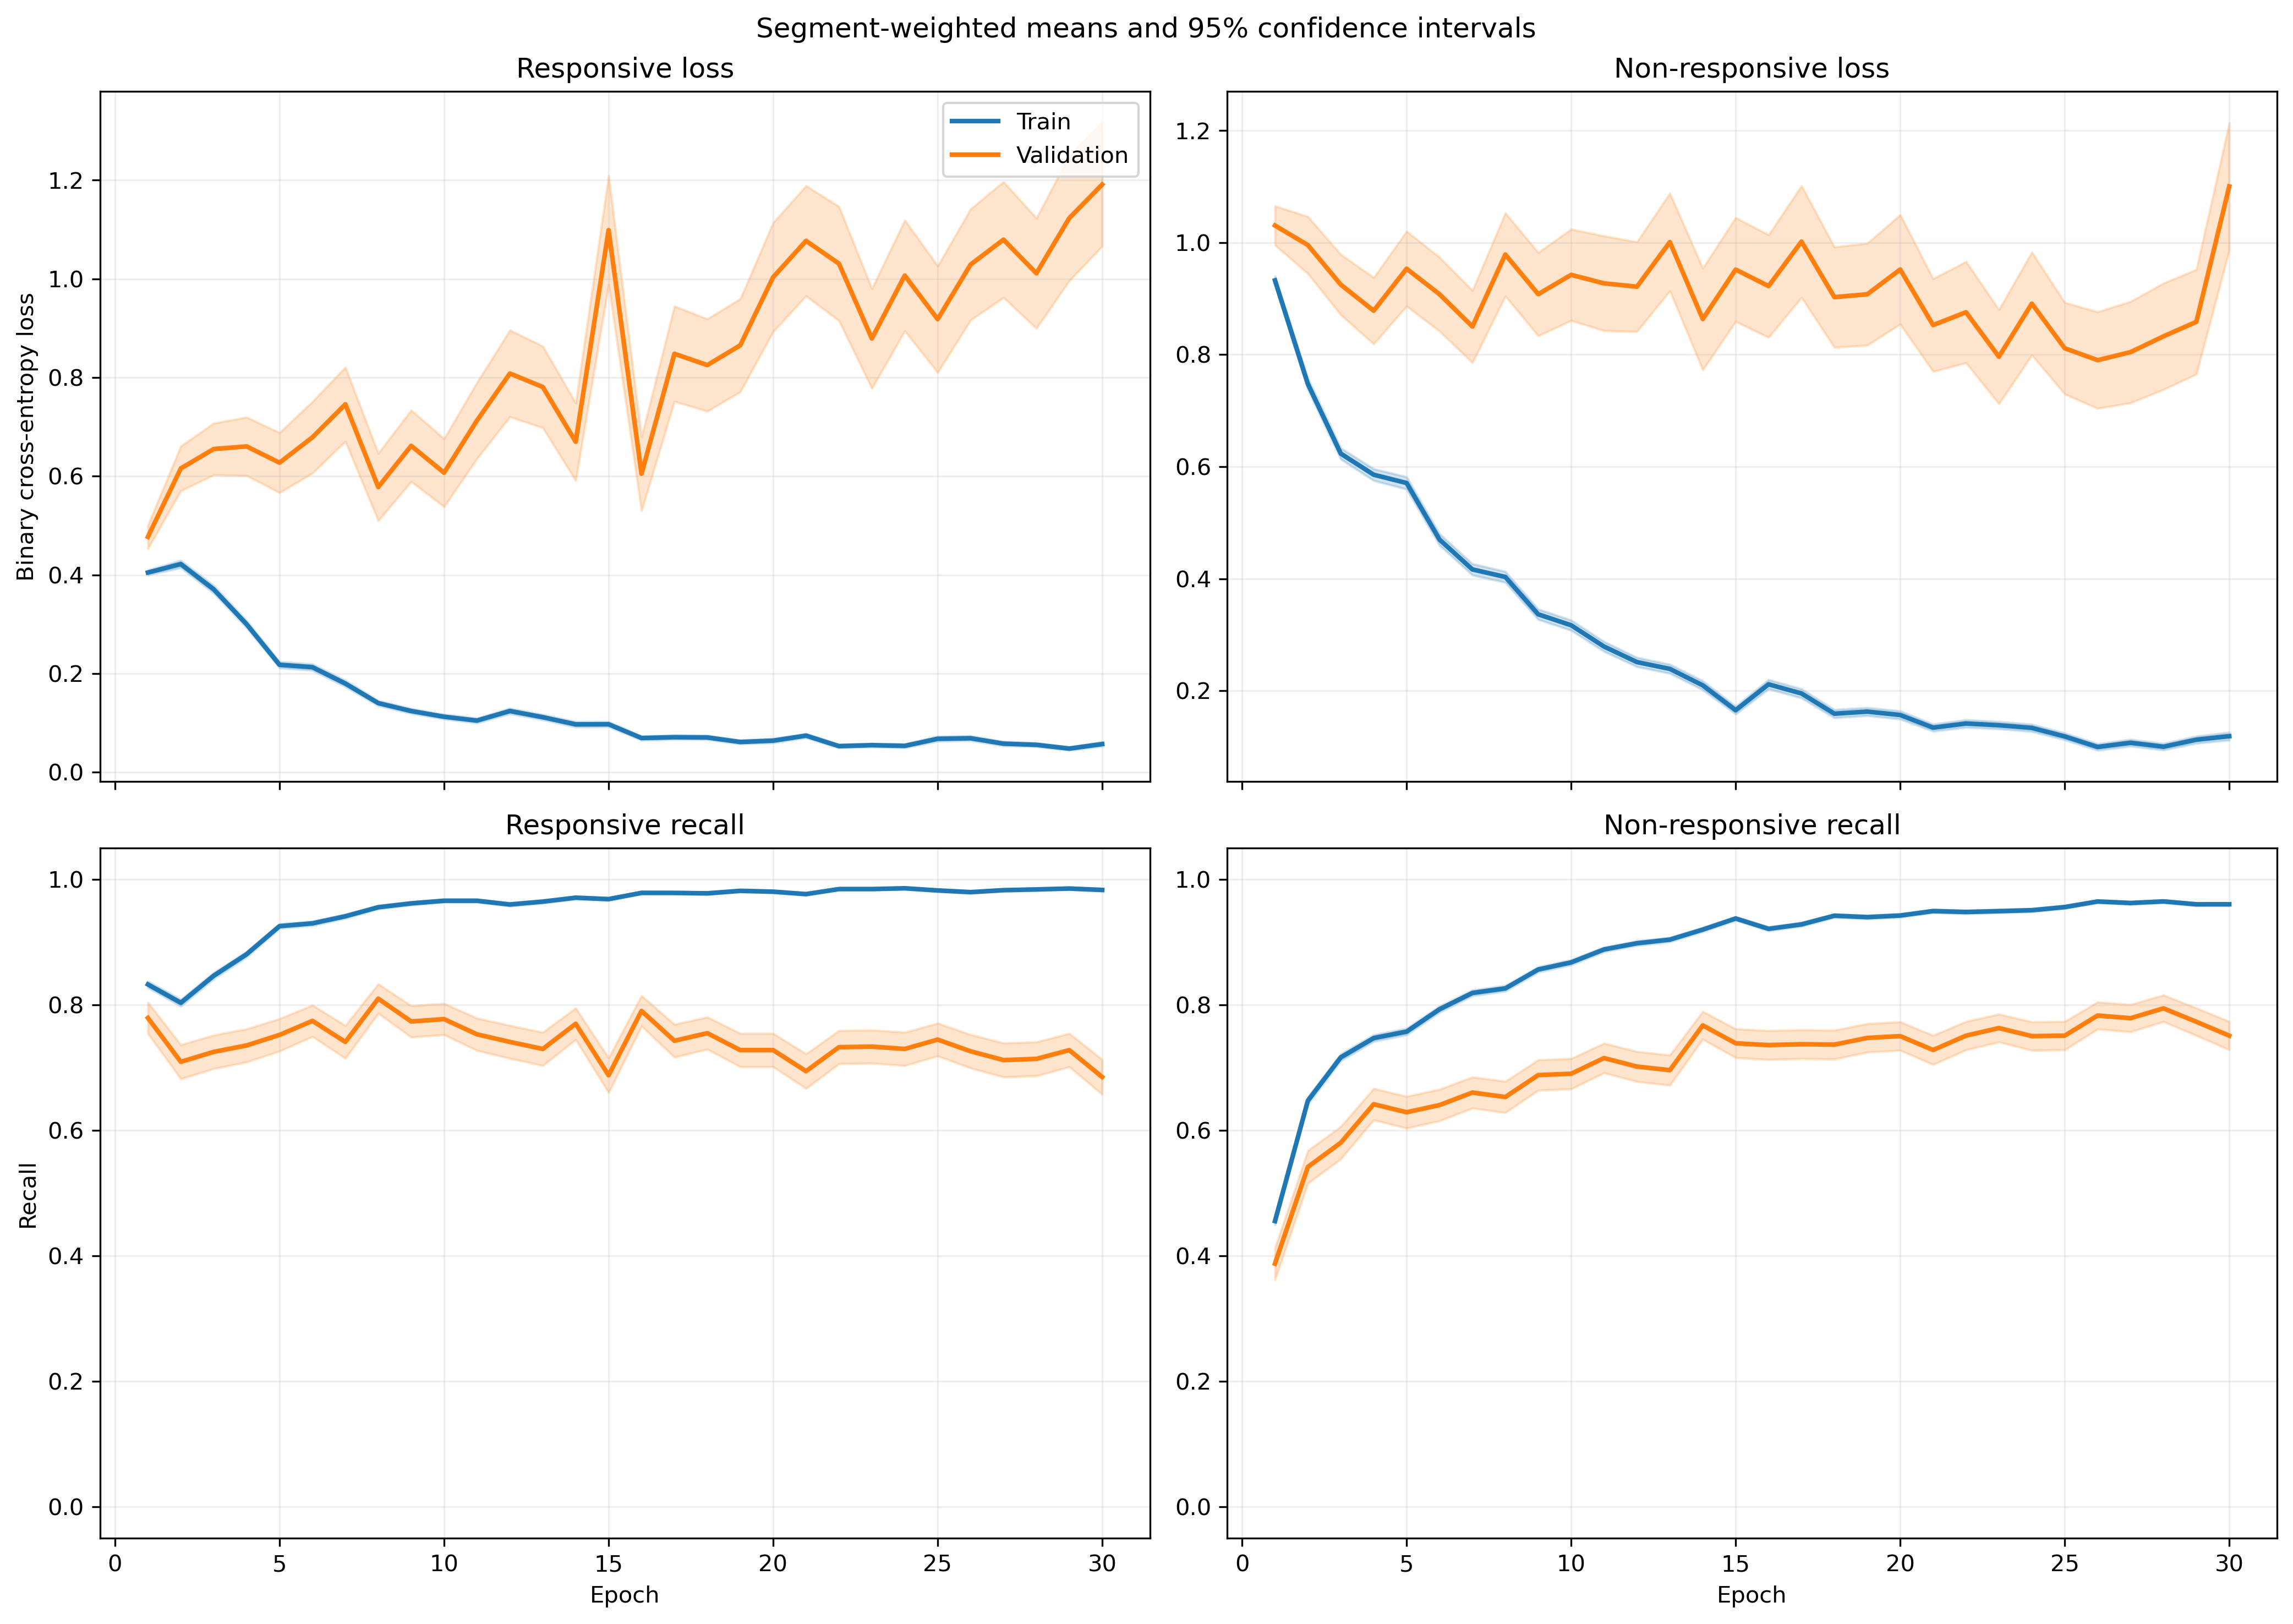 Segment-weighted means and 95% confidence intervals
Responsive loss
Non-responsive loss
Train
Validation
Binary cross-entropy loss
1.2
1.0
0.8
0.6
0.4
0.2
0.0
1.2
1.0
0.8
0.6
0.4
0.2
Responsive recall
Non-responsive recall
Recall
1.0
0.8
0.6
0.4
0.2
0.0
1.0
0.8
0.6
0.4
0.2
0.0
0 5 10 15 20 25 30
0 5 10 15 20 25 30
Epoch
Epoch